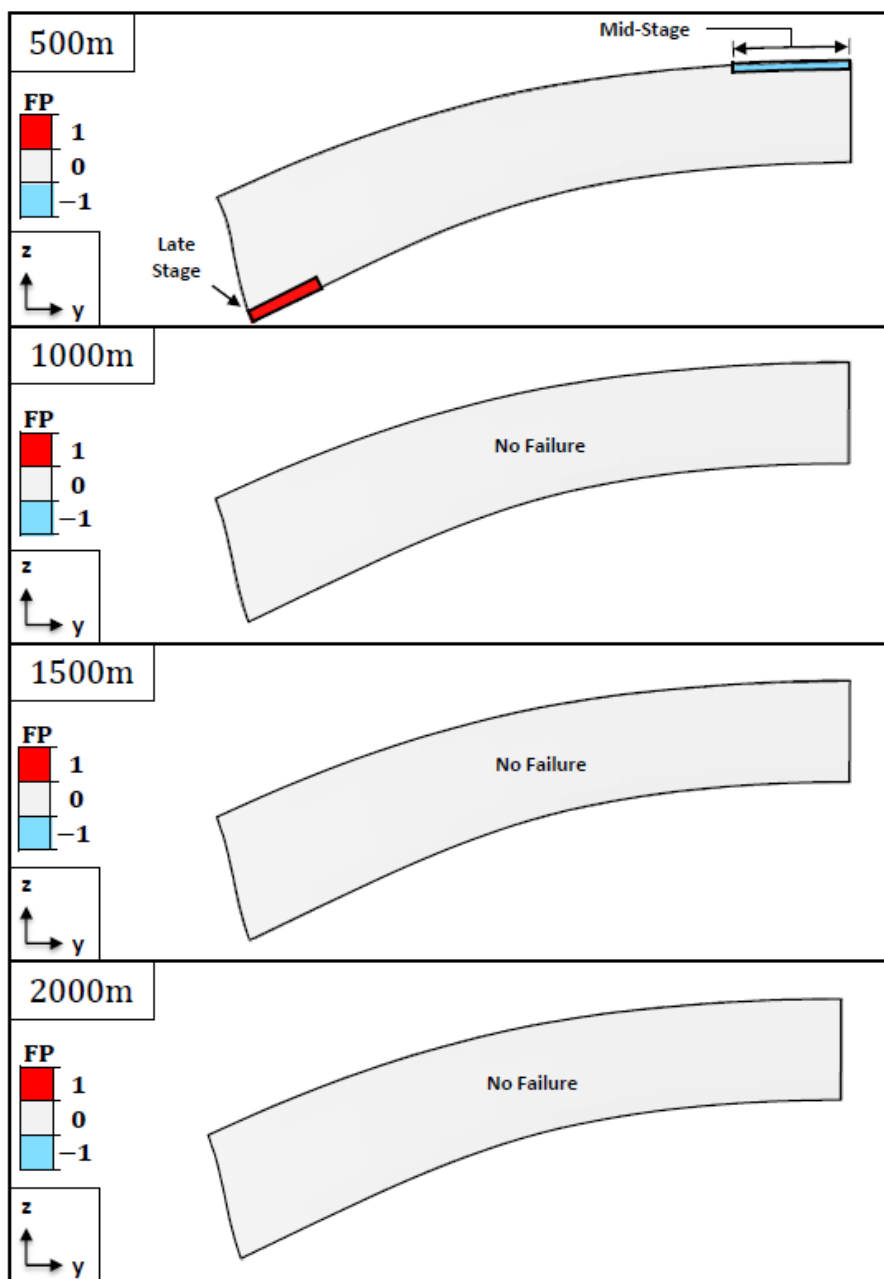 500m
Mid-Stage
FP
1
0
−1
Late
Stage
z
y
1000m
FP
1
0
−1
No Failure
z
y
1500m
FP
1
0
−1
No Failure
z
y
2000m
FP
1
0
−1
No Failure
z
y